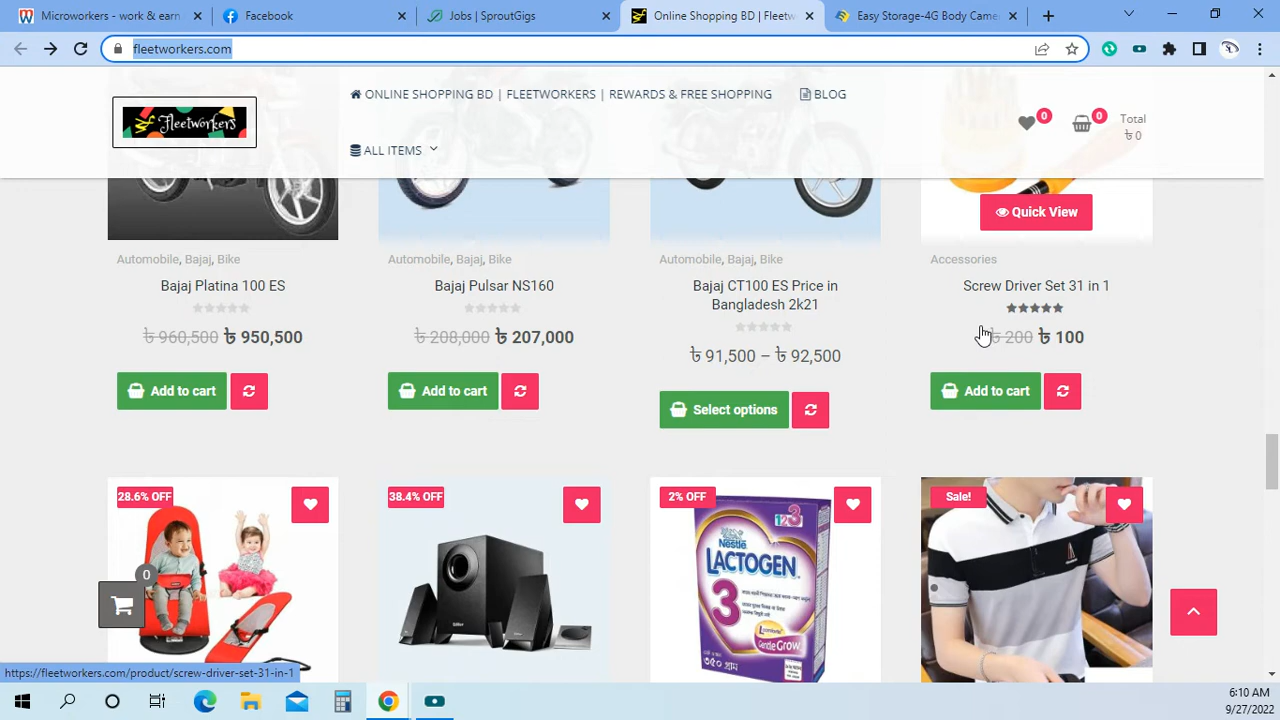 Microworkers - work & earn
Facebook
Jobs | SproutGigs
Online Shopping BD | Fleetw
Easy Storage-4G Body Came
fleetworkers.com
Fleetworkers
ONLINE SHOPPING BD | FLEETWORKERS | REWARDS & FREE SHOPPING
BLOG
ALL ITEMS
0
0
Total
৳ 0
Quick View
Automobile, Bajaj, Bike
Bajaj Platina 100 ES
৳ 960,500 ৳ 950,500
Add to cart
Automobile, Bajaj, Bike
Bajaj Pulsar NS160
৳ 208,000 ৳ 207,000
Add to cart
Automobile, Bajaj, Bike
Bajaj CT100 ES Price in
Bangladesh 2k21
৳ 91,500 – ৳ 92,500
Select options
Accessories
Screw Driver Set 31 in 1
৳ 200 ৳ 100
Add to cart
28.6% OFF
38.4% OFF
2% OFF
Sale!
0
Edifier
123
Nestle
LACTOGEN
3
L.comfortis
Gentle Grow
৩৫০ গ্রাম
https://fleetworkers.com/product/screw-driver-set-31-in-1
6:10 AM
9/27/2022